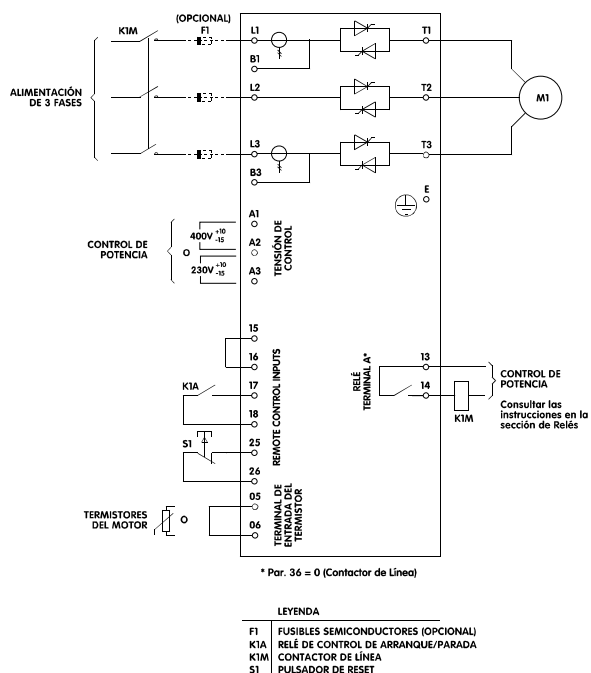 (OPCIONAL)
K1M
F1
L1
T1
B1
ALIMENTACIÓN
DE 3 FASES
L2
T2
M1
L3
T3
B3
E
A1
400V +10 -15
A2
CONTROL DE
POTENCIA
O
230V +10 -15
A3
TENSIÓN DE
CONTROL
15
16
K1A
17
18
S1
25
26
REMOTE CONTROL INPUTS
RELÉ
TERMINAL A*
13
14
K1M
CONTROL DE
POTENCIA
Consultar las
instrucciones en la
sección de Relés
TERMISTORES
DEL MOTOR
O
05
06
TERMINAL DE
ENTRADA DEL
TERMISTOR
* Par. 36 = 0 (Contactor de Línea)
LEYENDA
F1 FUSIBLES SEMICONDUCTORES (OPCIONAL)
K1A RELÉ DE CONTROL DE ARRANQUE/PARADA
K1M CONTACTOR DE LÍNEA
S1 PULSADOR DE RESET